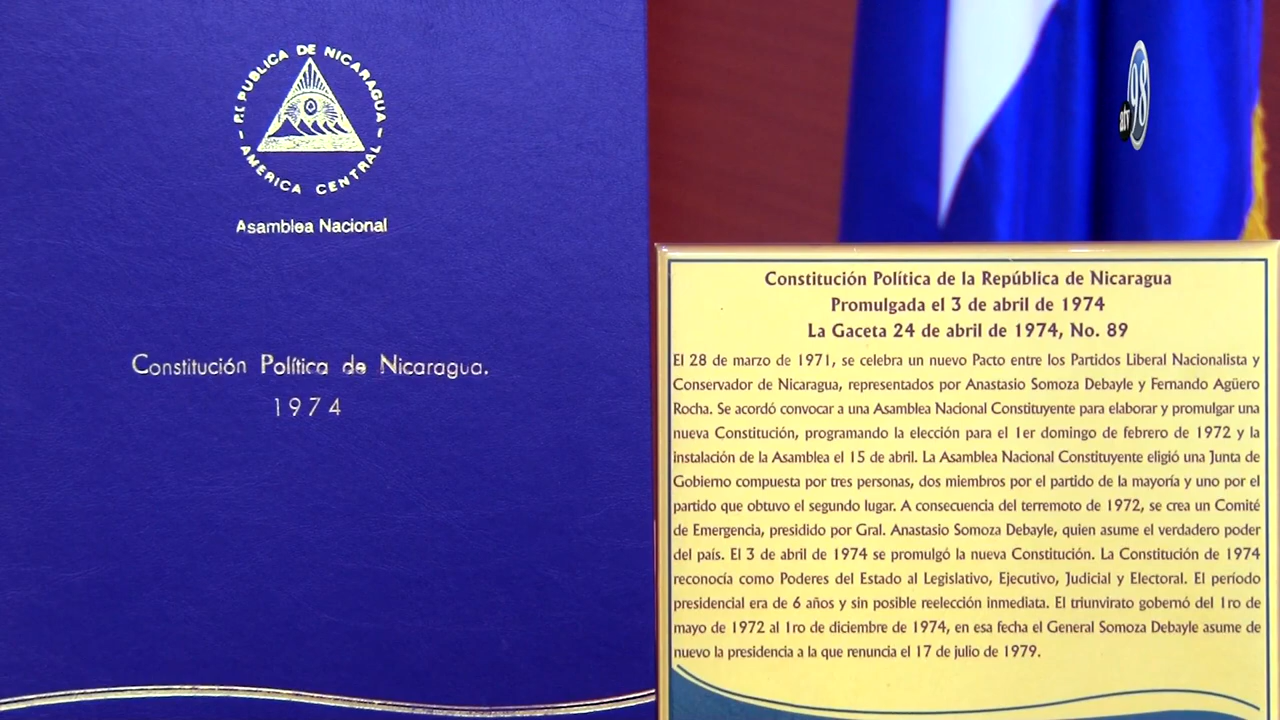 REPUBLICA DE NICARAGUA
– AMERICA CENTRAL –
Asamblea Nacional
Constitución Política de Nicaragua.
1974
atv 98
Constitución Política de la República de Nicaragua
Promulgada el 3 de abril de 1974
La Gaceta 24 de abril de 1974, No. 89
El 28 de marzo de 1971, se celebra un nuevo Pacto entre los Partidos Liberal Nacionalista y
Conservador de Nicaragua, representados por Anastasio Somoza Debayle y Fernando Agüero
Rocha. Se acordó convocar a una Asamblea Nacional Constituyente para elaborar y promulgar una
nueva Constitución, programando la elección para el 1er domingo de febrero de 1972 y la
instalación de la Asamblea el 15 de abril. La Asamblea Nacional Constituyente eligió una Junta de
Gobierno compuesta por tres personas, dos miembros por el partido de la mayoría y uno por el
partido que obtuvo el segundo lugar. A consecuencia del terremoto de 1972, se crea un Comité
de Emergencia, presidido por Gral. Anastasio Somoza Debayle, quien asume el verdadero poder
del país. El 3 de abril de 1974 se promulgó la nueva Constitución. La Constitución de 1974
reconocía como Poderes del Estado al Legislativo, Ejecutivo, Judicial y Electoral. El período
presidencial era de 6 años y sin posible reelección inmediata. El triunvirato gobernó del 1ro de
mayo de 1972 al 1ro de diciembre de 1974, en esa fecha el General Somoza Debayle asume de
nuevo la presidencia a la que renuncia el 17 de julio de 1979.